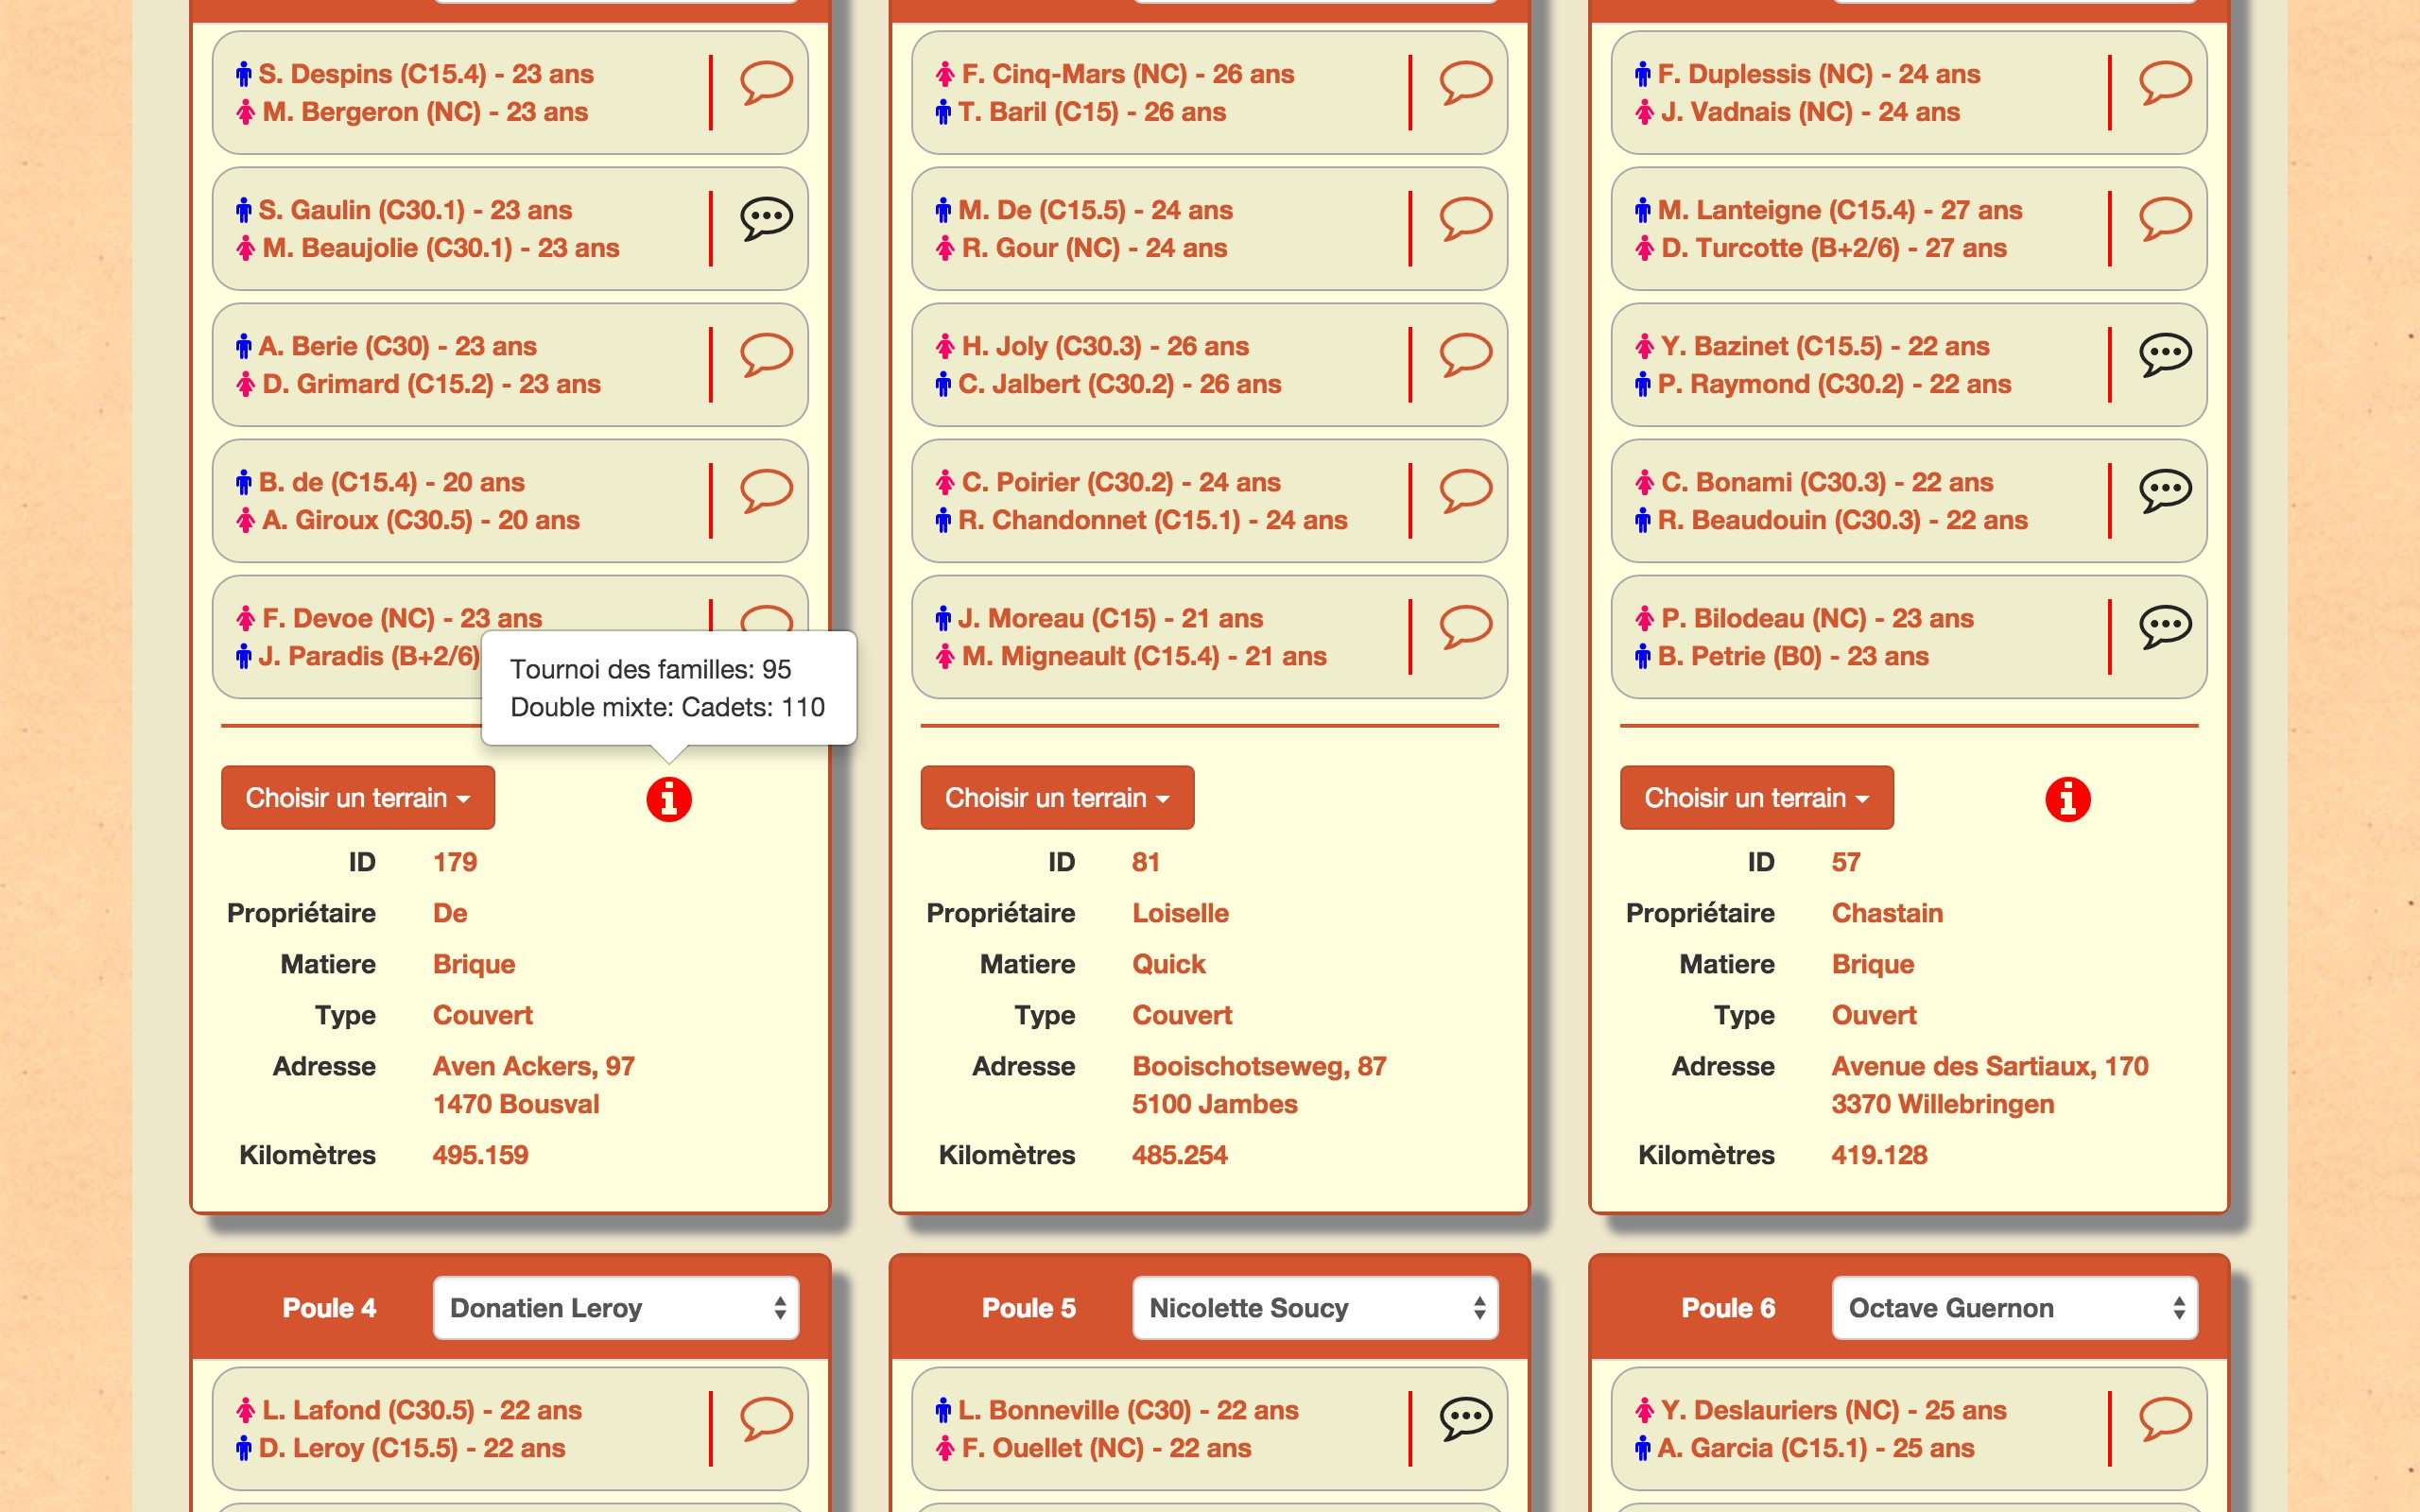 S. Despins (C15.4) - 23 ans
M. Bergeron (NC) - 23 ans
S. Gaulin (C30.1) - 23 ans
M. Beaujolie (C30.1) - 23 ans
A. Berie (C30) - 23 ans
D. Grimard (C15.2) - 23 ans
B. de (C15.4) - 20 ans
A. Giroux (C30.5) - 20 ans
F. Devoe (NC) - 23 ans
J. Paradis (B+2/6)
Tournoi des familles: 95
Double mixte: Cadets: 110
Choisir un terrain
ID 179
Propriétaire De
Matiere Brique
Type Couvert
Adresse Aven Ackers, 97
1470 Bousval
Kilomètres 495.159
F. Cinq-Mars (NC) - 26 ans
T. Baril (C15) - 26 ans
M. De (C15.5) - 24 ans
R. Gour (NC) - 24 ans
H. Joly (C30.3) - 26 ans
C. Jalbert (C30.2) - 26 ans
C. Poirier (C30.2) - 24 ans
R. Chandonnet (C15.1) - 24 ans
J. Moreau (C15) - 21 ans
M. Migneault (C15.4) - 21 ans
Choisir un terrain
ID 81
Propriétaire Loiselle
Matiere Quick
Type Couvert
Adresse Booischotseweg, 87
5100 Jambes
Kilomètres 485.254
F. Duplessis (NC) - 24 ans
J. Vadnais (NC) - 24 ans
M. Lanteigne (C15.4) - 27 ans
D. Turcotte (B+2/6) - 27 ans
Y. Bazinet (C15.5) - 22 ans
P. Raymond (C30.2) - 22 ans
C. Bonami (C30.3) - 22 ans
R. Beaudouin (C30.3) - 22 ans
P. Bilodeau (NC) - 23 ans
B. Petrie (B0) - 23 ans
Choisir un terrain
ID 57
Propriétaire Chastain
Matiere Brique
Type Ouvert
Adresse Avenue des Sartiaux, 170
3370 Willebringen
Kilomètres 419.128
Poule 4 Donatien Leroy
L. Lafond (C30.5) - 22 ans
D. Leroy (C15.5) - 22 ans
Poule 5 Nicolette Soucy
L. Bonneville (C30) - 22 ans
F. Ouellet (NC) - 22 ans
Poule 6 Octave Guernon
Y. Deslauriers (NC) - 25 ans
A. Garcia (C15.1) - 25 ans